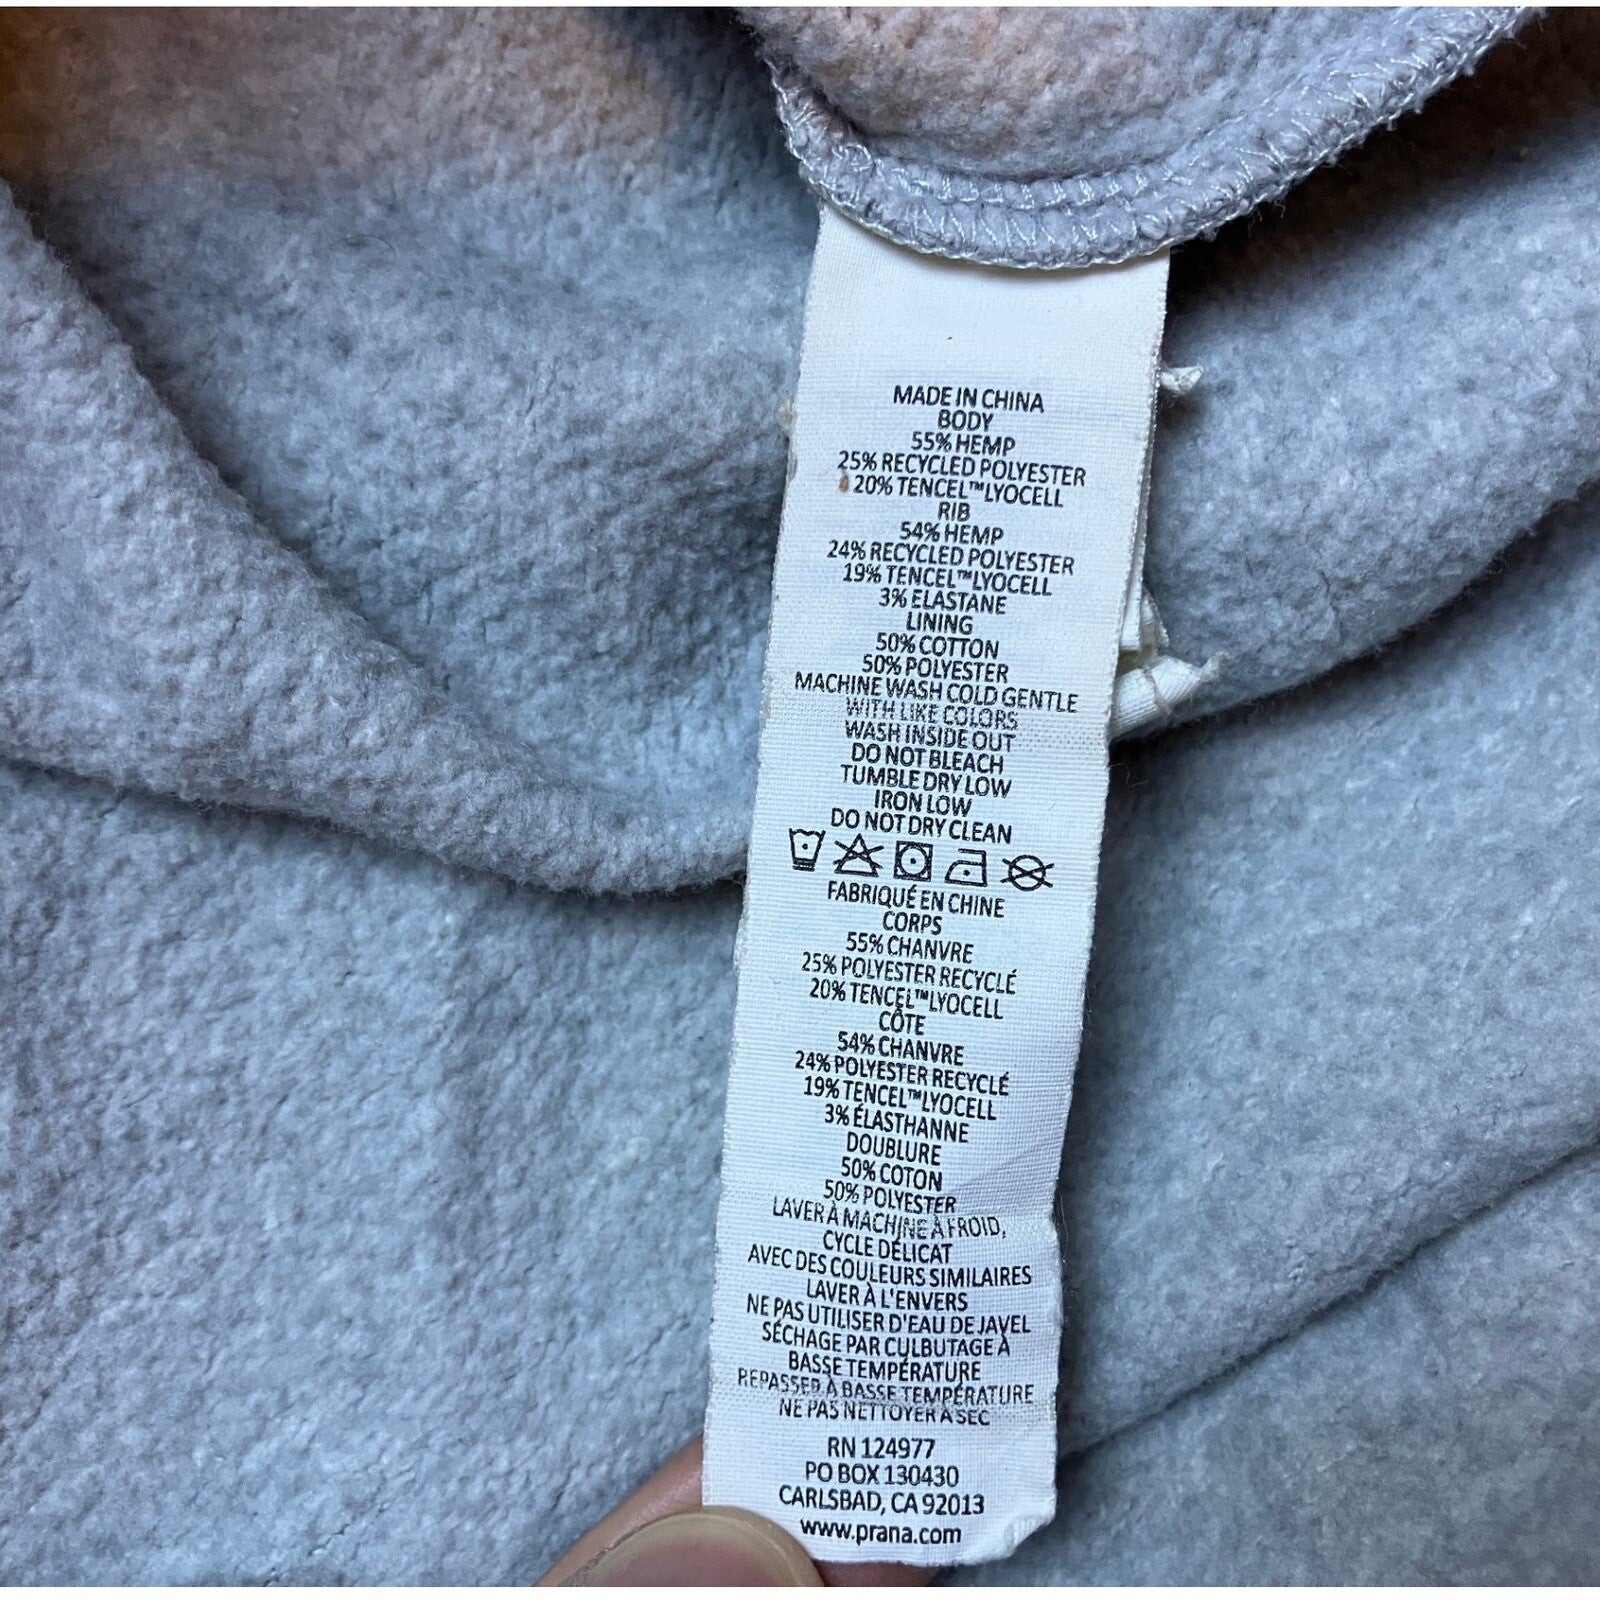 MADE IN CHINA
BODY
55% HEMP
25% RECYCLED POLYESTER
20% TENCEL™LYOCELL
RIB
54% HEMP
24% RECYCLED POLYESTER
19% TENCEL™LYOCELL
3% ELASTANE
LINING
50% COTTON
50% POLYESTER
MACHINE WASH COLD GENTLE
WITH LIKE COLORS
WASH INSIDE OUT
DO NOT BLEACH
TUMBLE DRY LOW
IRON LOW
DO NOT DRY CLEAN
FABRIQUÉ EN CHINE
CORPS
55% CHANVRE
25% POLYESTER RECYCLÉ
20% TENCEL™LYOCELL
CÔTE
54% CHANVRE
24% POLYESTER RECYCLÉ
19% TENCEL™LYOCELL
3% ÉLASTHANNE
DOUBLURE
50% COTON
50% POLYESTER
LAVER À MACHINE À FROID,
CYCLE DÉLICAT
AVEC DES COULEURS SIMILAIRES
LAVER À L'ENVERS
NE PAS UTILISER D'EAU DE JAVEL
SÉCHAGE PAR CULBUTAGE À
BASSE TEMPÉRATURE
REPASSER À BASSE TEMPÉRATURE
NE PAS NETTOYER A SEC
RN 124977
PO BOX 130430
CARLSBAD, CA 92013
www.prana.com